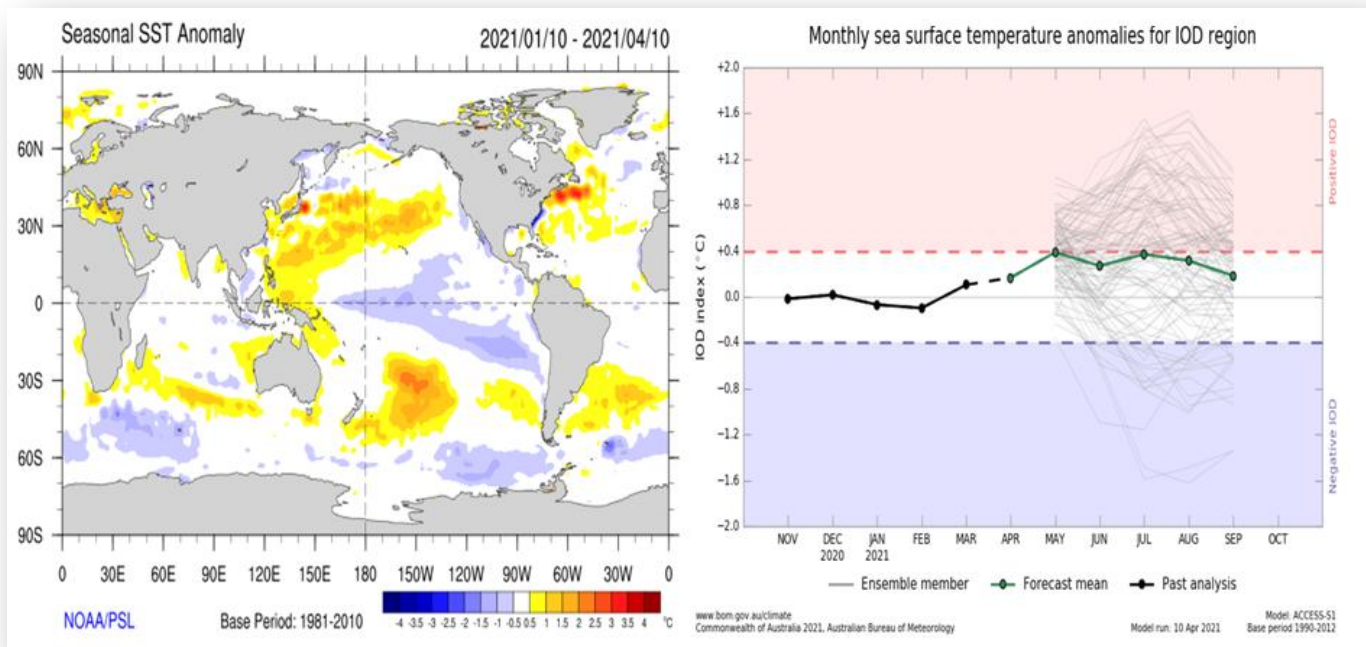 Seasonal SST Anomaly 2021/01/10 - 2021/04/10
90N
60N
30N
0
30S
60S
90S
0 30E 60E 90E 120E 150E 180 150W 120W 90W 60W 30W 0
-4 -3.5 -3 -2.5 -2 -1.5 -1 -0.5 0.5 1 1.5 2 2.5 3 3.5 4 °C
NOAA/PSL Base Period: 1981-2010
Monthly sea surface temperature anomalies for IOD region
+2.0
+1.6
+1.2
+0.8
+0.4
0.0
−0.4
−0.8
−1.2
−1.6
−2.0
IOD index (°C)
Positive IOD
Negative IOD
NOV DEC JAN FEB MAR APR MAY JUN JUL AUG SEP OCT
2020 2021
Ensemble member Forecast mean Past analysis
www.bom.gov.au/climate Model: ACCESS-S1
Commonwealth of Australia 2021, Australian Bureau of Meteorology Model run: 10 Apr 2021 Base period 1990-2012